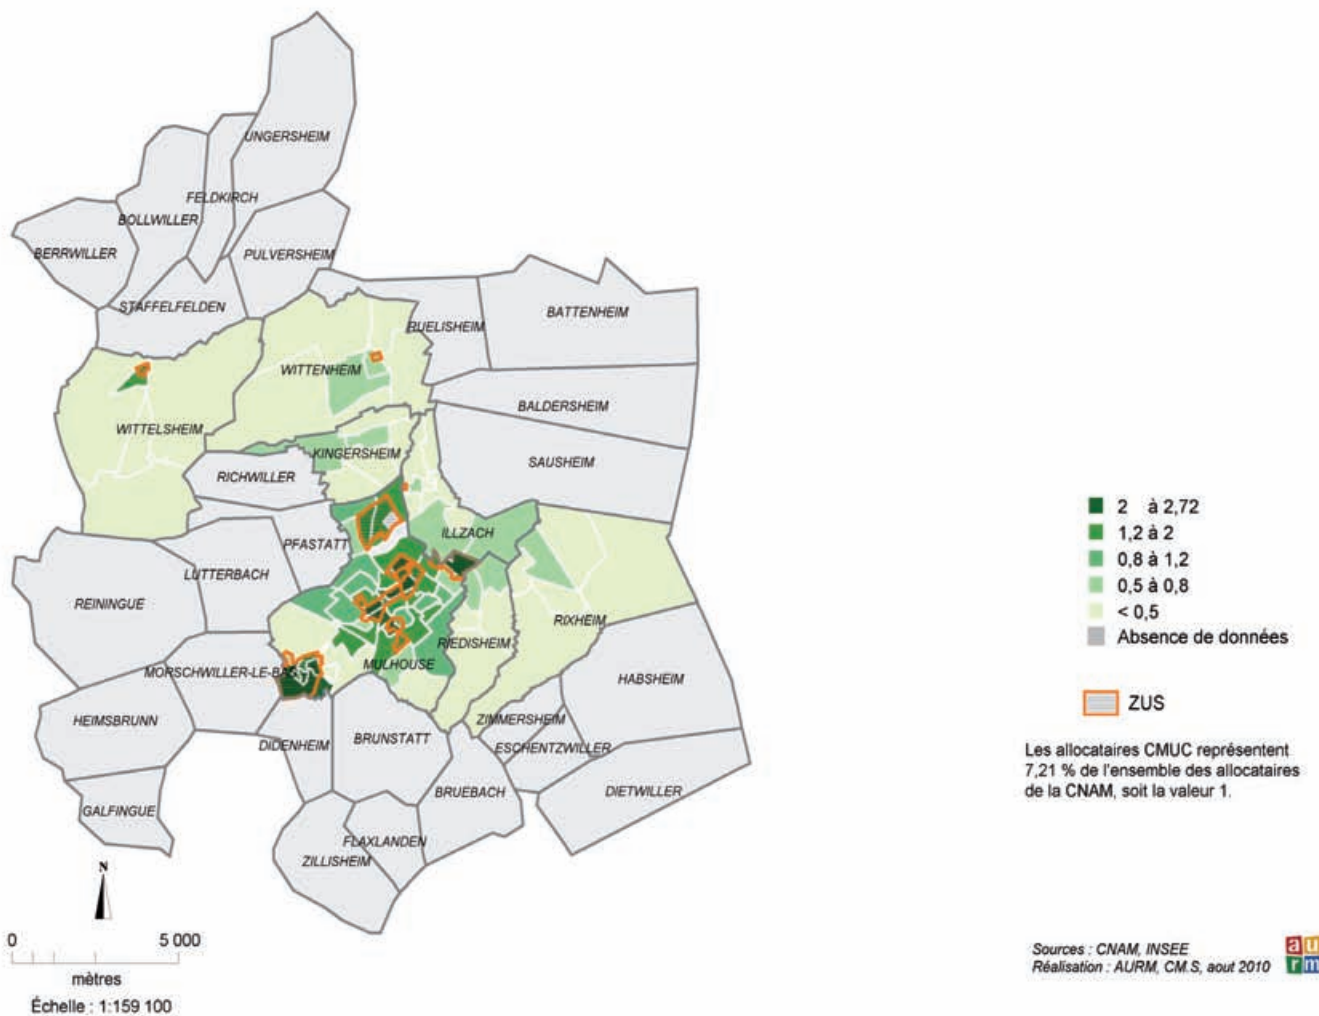 UNGERSHEIM
FELDKIRCH
BOLLWILLER
BERRWILLER
PULVERSHEIM
STAFFELFELDEN
RUELISHEIM
BATTENHEIM
WITTENHEIM
BALDERSHEIM
WITTELSHEIM
KINGERSHEIM
SAUSHEIM
RICHWILLER
ILLZACH
PFASTATT
LUTTERBACH
REININGUE
RIXHEIM
RIEDISHEIM
MULHOUSE
MORSCHWILLER-LE-BAS
HABSHEIM
HEIMSBRUNN
ZIMMERSHEIM
DIDENHEIM
BRUNSTATT
ESCHENTZWILLER
BRUEBACH
DIETWILLER
GALFINGUE
FLAXLANDEN
ZILLISHEIM
2 à 2,72
1,2 à 2
0,8 à 1,2
0,5 à 0,8
< 0,5
Absence de données
ZUS
Les allocataires CMUC représentent
7,21 % de l'ensemble des allocataires
de la CNAM, soit la valeur 1.
N
0 5 000
mètres
Échelle : 1:159 100
Sources : CNAM, INSEE
Réalisation : AURM, CM.S, aout 2010
au
rm